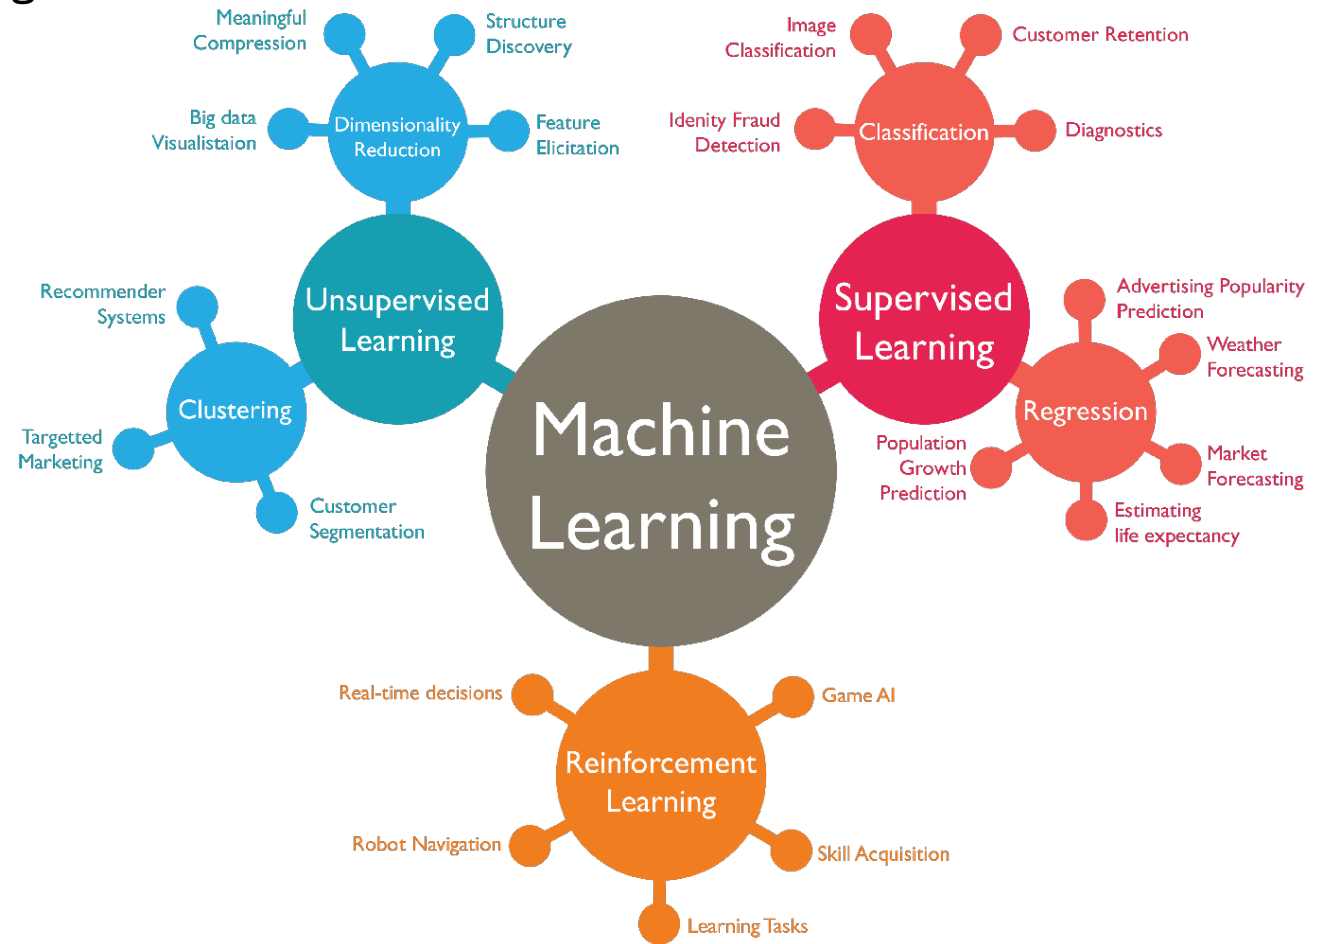 Meaningful
Compression
Structure
Discovery
Big data
Visualistaion
Dimensionality
Reduction
Feature
Elicitation
Image
Classification
Customer Retention
Idenity Fraud
Detection
Classification
Diagnostics
Recommender
Systems
Unsupervised
Learning
Clustering
Targetted
Marketing
Customer
Segmentation
Machine
Learning
Supervised
Learning
Advertising Popularity
Prediction
Weather
Forecasting
Regression
Population
Growth
Prediction
Market
Forecasting
Estimating
life expectancy
Real-time decisions
Game AI
Reinforcement
Learning
Robot Navigation
Skill Acquisition
Learning Tasks